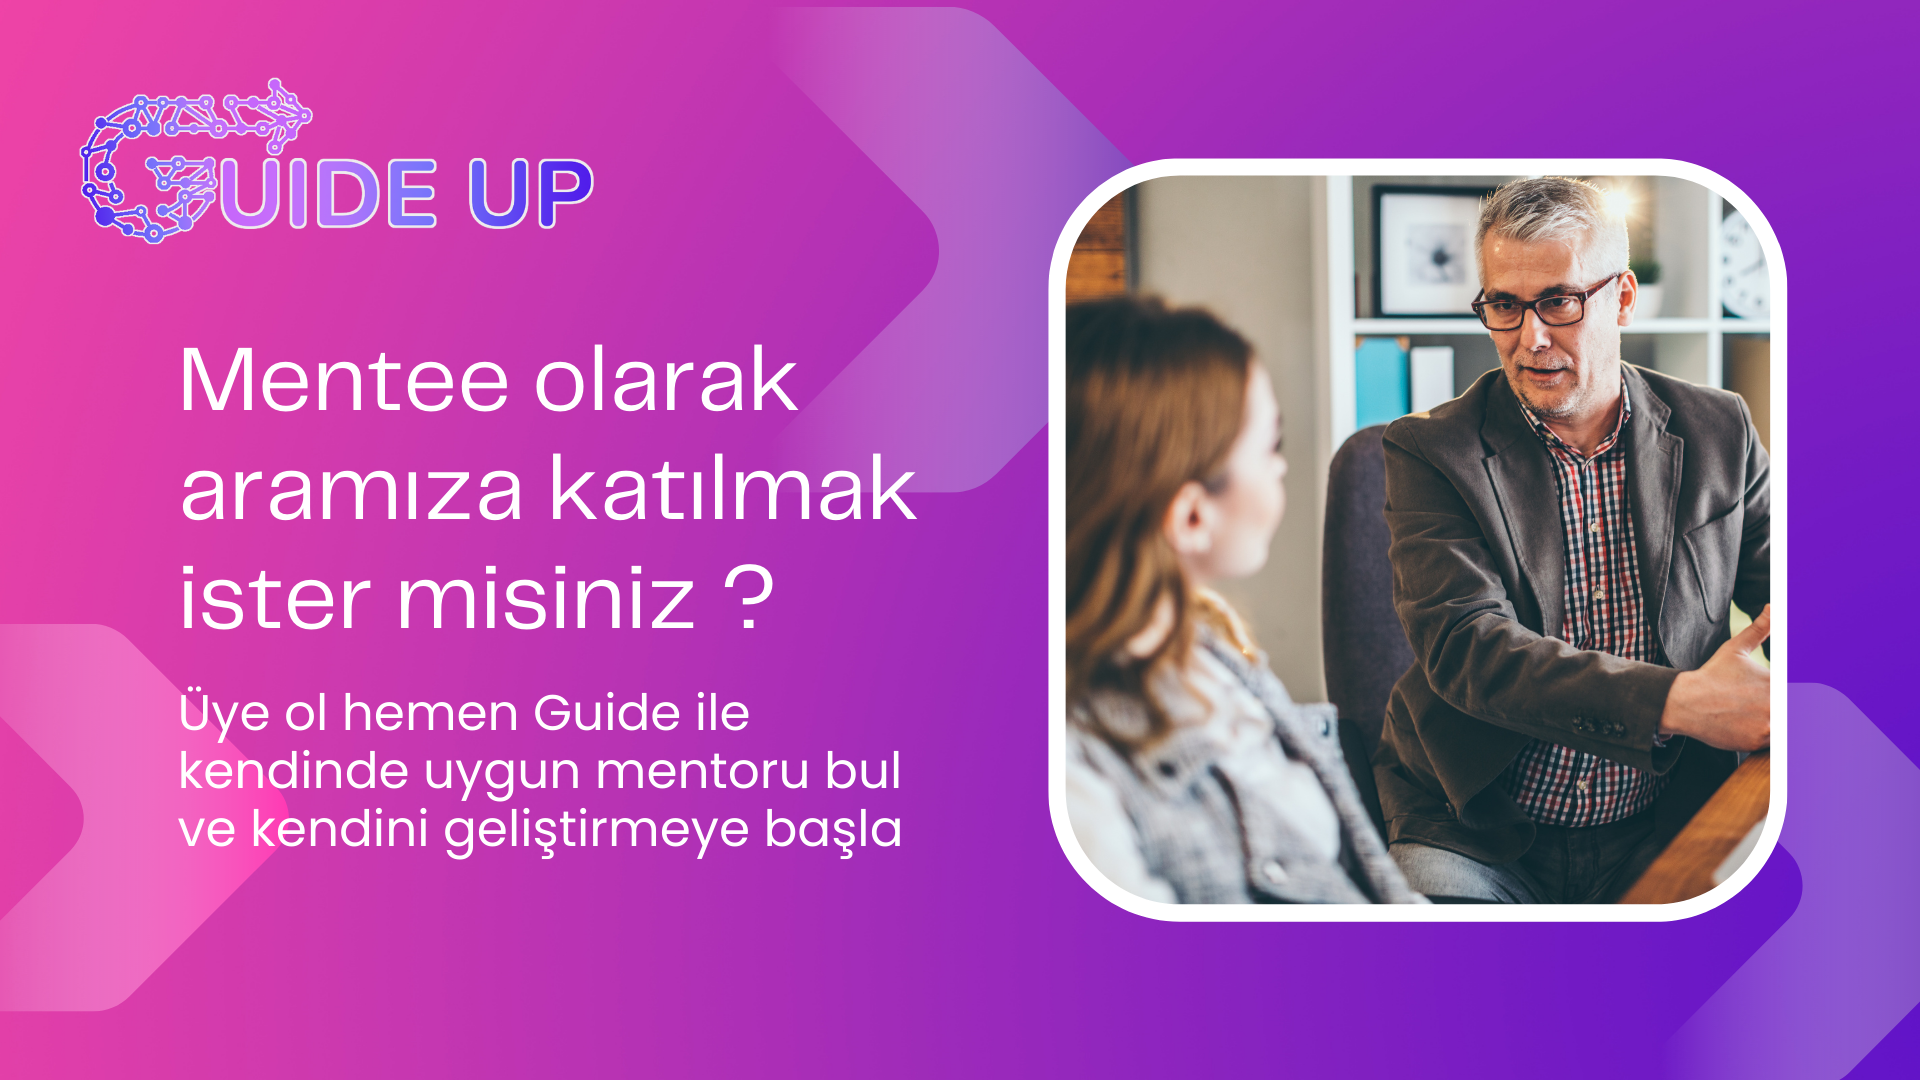 GUIDE UP
Mentee olarak
aramıza katılmak
ister misiniz ?
Üye ol hemen Guide ile
kendinde uygun mentoru bul
ve kendini geliştirmeye başla